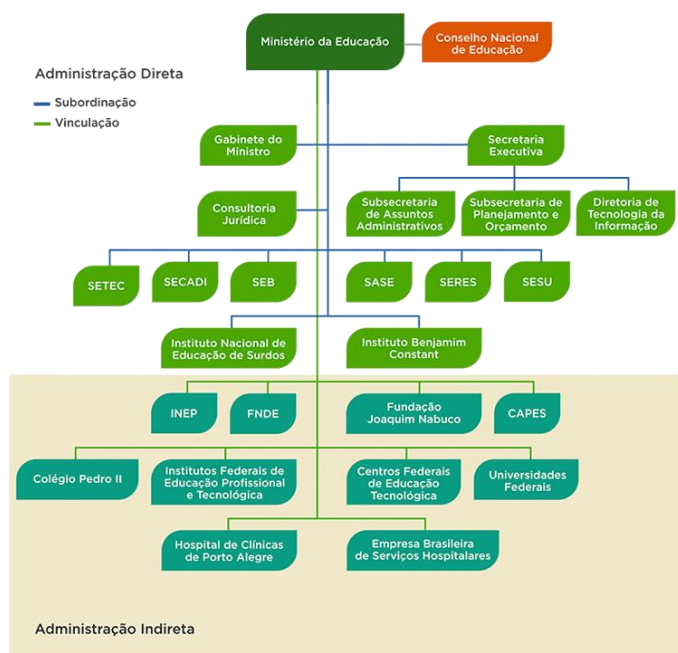 Ministério da Educação
Conselho Nacional
de Educação
Administração Direta
Subordinação
Vinculação
Gabinete do
Ministro
Secretaria
Executiva
Consultoria
Jurídica
Subsecretaria
de Assuntos
Administrativos
Subsecretaria de
Planejamento e
Orçamento
Diretoria de
Tecnologia da
Informação
SETEC
SECADI
SEB
SASE
SERES
SESU
Instituto Nacional de
Educação de Surdos
Instituto Benjamim
Constant
INEP
FNDE
Fundação
Joaquim Nabuco
CAPES
Colégio Pedro II
Institutos Federais de
Educação Profissional
e Tecnológica
Centros Federais
de Educação
Tecnológica
Universidades
Federais
Hospital de Clínicas
de Porto Alegre
Empresa Brasileira
de Serviços Hospitalares
Administração Indireta